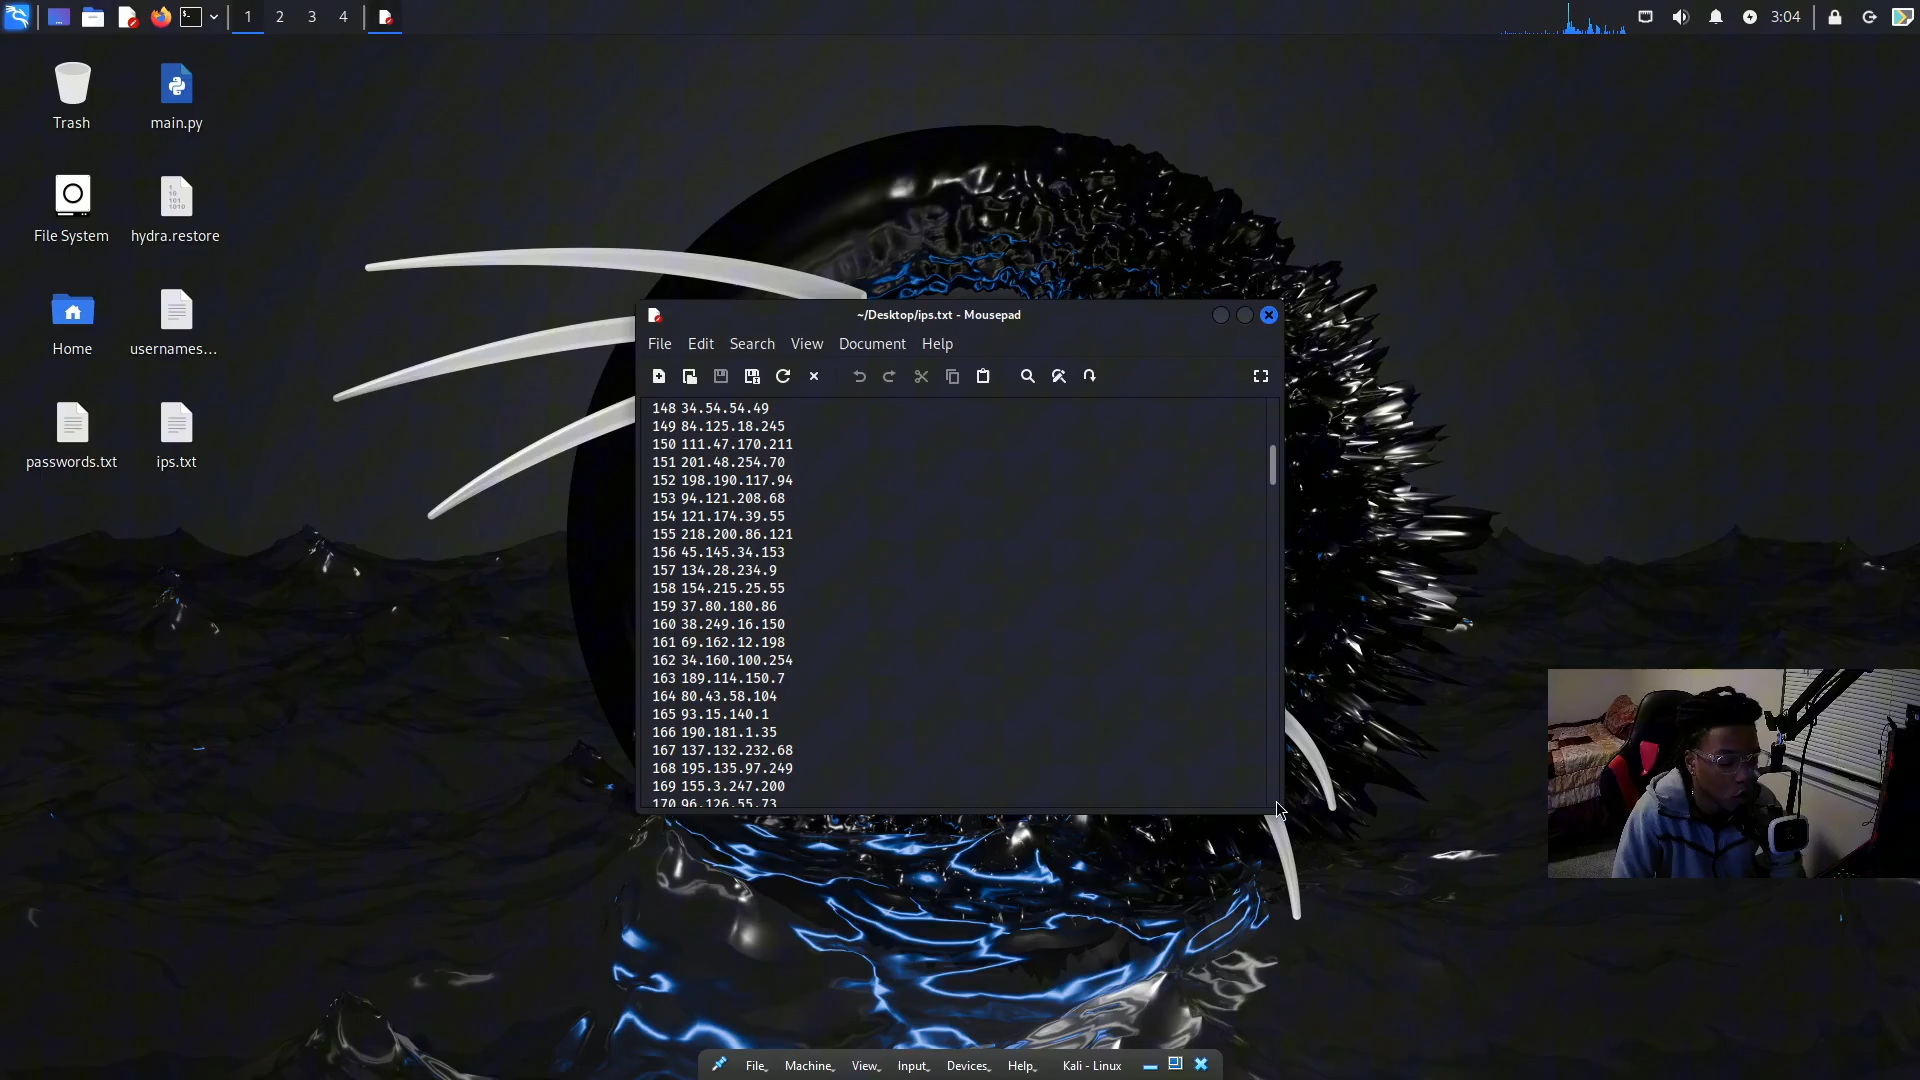 1 2 3 4
3:04
Trash
main.py
File System
hydra.restore
Home
usernames...
passwords.txt
ips.txt
~/Desktop/ips.txt - Mousepad
File Edit Search View Document Help
148 34.54.54.49
149 84.125.18.245
150 111.47.170.211
151 201.48.254.70
152 198.190.117.94
153 94.121.208.68
154 121.174.39.55
155 218.200.86.121
156 45.145.34.153
157 134.28.234.9
158 154.215.25.55
159 37.80.180.86
160 38.249.16.150
161 69.162.12.198
162 34.160.100.254
163 189.114.150.7
164 80.43.58.104
165 93.15.140.1
166 190.181.1.35
167 137.132.232.68
168 195.135.97.249
169 155.3.247.200
170 96.126.55.73
File Machine View Input Devices Help Kali - Linux